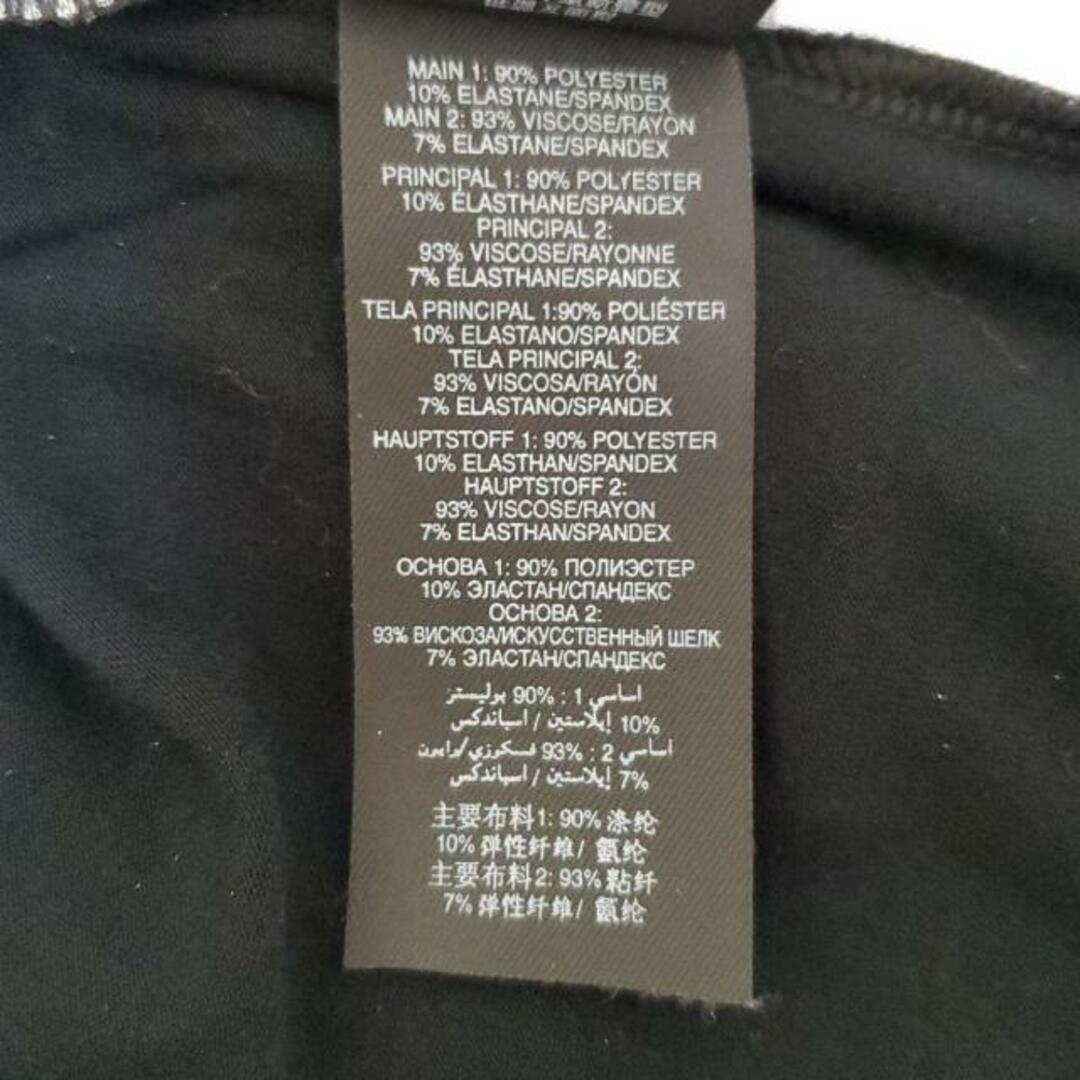 MAIN 1: 90% POLYESTER
10% ELASTANE/SPANDEX
MAIN 2: 93% VISCOSE/RAYON
7% ELASTANE/SPANDEX
PRINCIPAL 1: 90% POLYESTER
10% ÉLASTHANE/SPANDEX
PRINCIPAL 2:
93% VISCOSE/RAYONNE
7% ÉLASTHANE/SPANDEX
TELA PRINCIPAL 1:90% POLIÉSTER
10% ELASTANO/SPANDEX
TELA PRINCIPAL 2:
93% VISCOSA/RAYÓN
7% ELASTANO/SPANDEX
HAUPTSTOFF 1: 90% POLYESTER
10% ELASTHAN/SPANDEX
HAUPTSTOFF 2:
93% VISCOSE/RAYON
7% ELASTHAN/SPANDEX
ОСНОВА 1: 90% ПОЛИЭСТЕР
10% ЭЛАСТАН/СПАНДЕКС
ОСНОВА 2:
93% ВИСКОЗА/ИСКУССТВЕННЫЙ ШЕЛК
7% ЭЛАСТАН/СПАНДЕКС
اساسي 1 : 90% بوليستر
10% إيلاستين / اسباندكس
اساسي 2 : 93% فسكوزي/رايون
7% إيلاستين / اسباندكس
主要布料1: 90% 涤纶
10% 弹性纤维/ 氨纶
主要布料2: 93% 粘纤
7% 弹性纤维/ 氨纶